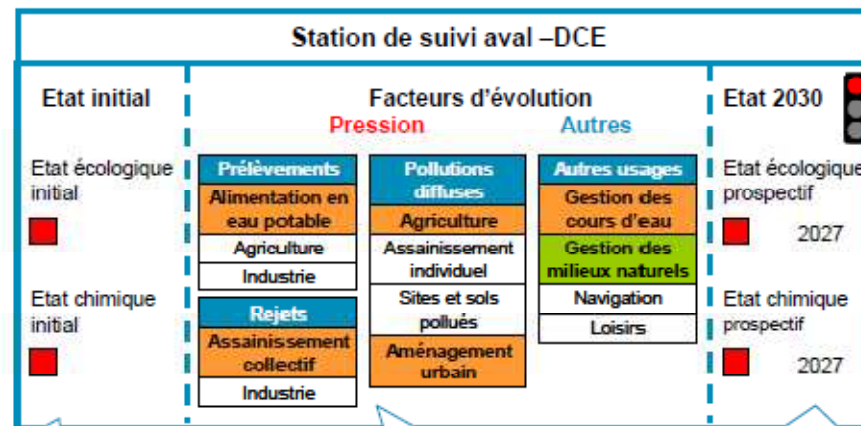 Station de suivi aval –DCE
Etat initial
Etat écologique
initial
Etat chimique
initial
Facteurs d'évolution
Pression
Autres
Prélèvements
Alimentation en
eau potable
Agriculture
Industrie
Rejets
Assainissement
collectif
Industrie
Pollutions
diffuses
Agriculture
Assainissement
individuel
Sites et sols
pollués
Aménagement
urbain
Autres usages
Gestion des
cours d'eau
Gestion des
milieux naturels
Navigation
Loisirs
Etat 2030
Etat écologique
prospectif
2027
Etat chimique
prospectif
2027